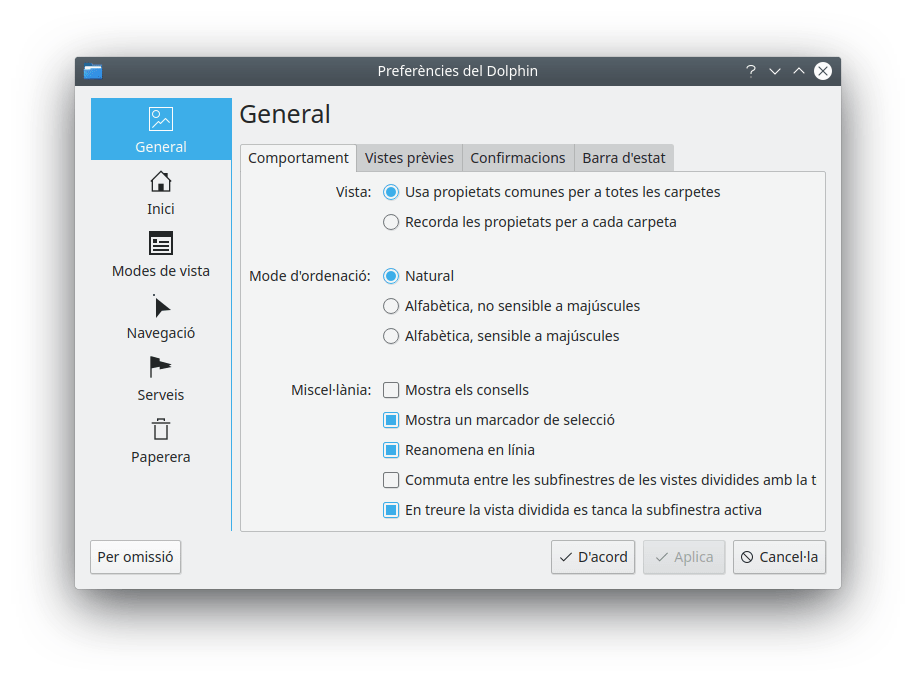 Preferències del Dolphin
General
Inici
Modes de vista
Navegació
Serveis
Paperera
General
Comportament
Vistes prèvies
Confirmacions
Barra d'estat
Vista:
Usa propietats comunes per a totes les carpetes
Recorda les propietats per a cada carpeta
Mode d'ordenació:
Natural
Alfabètica, no sensible a majúscules
Alfabètica, sensible a majúscules
Miscel·lània:
Mostra els consells
Mostra un marcador de selecció
Reanomena en línia
Commuta entre les subfinestres de les vistes dividides amb la t
En treure la vista dividida es tanca la subfinestra activa
Per omissió
D'acord
Aplica
Cancel·la